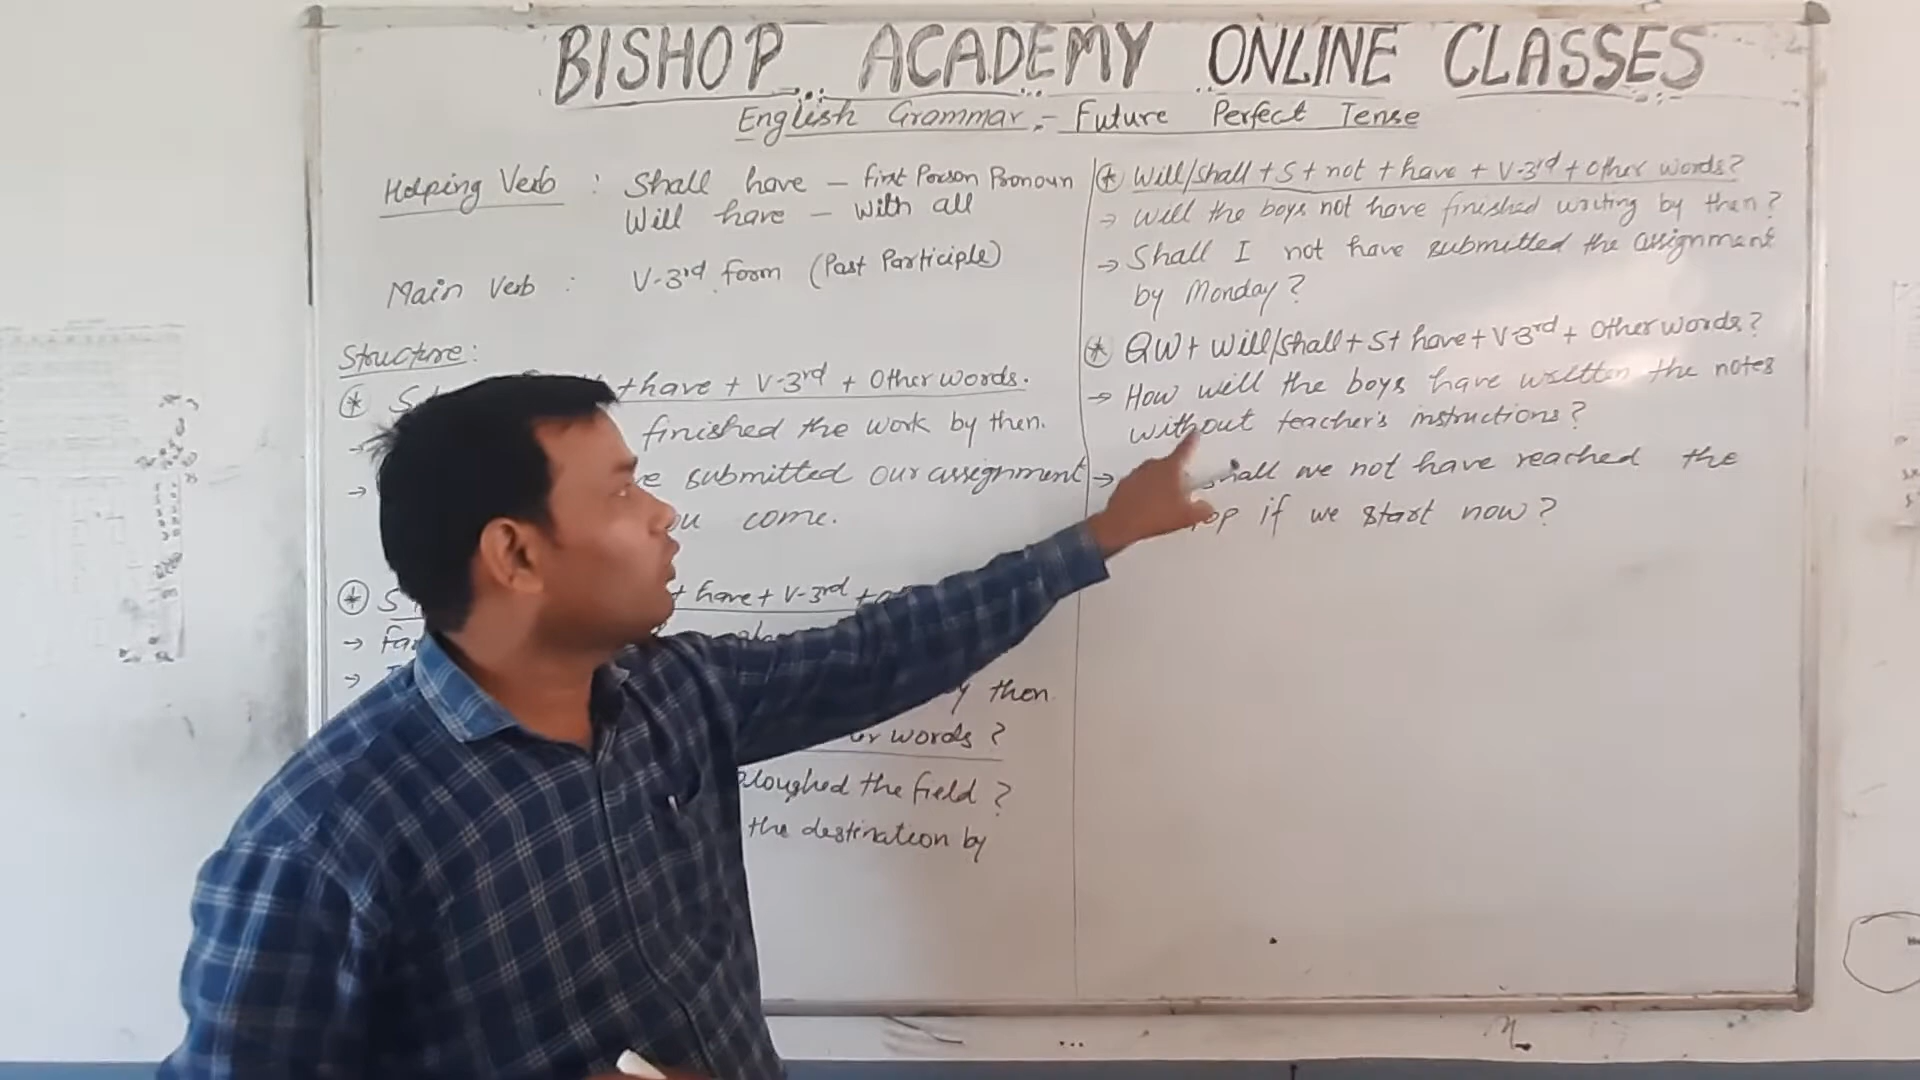 BISHOP ACADEMY ONLINE CLASSES
English Grammar :- Future Perfect Tense
Helping Verb : Shall have – first Person Pronoun
Will have – With all
Main Verb : V-3rd form (Past Participle)
Structure :
+ have + V-3rd + Other words.
finished the work by then.
submitted our assignment
come.
+ have + V-3rd +
→
→
then
words ?
ploughed the field ?
the destination by
* Will/shall + S + not + have + V-3rd + Other words?
→ Will the boys not have finished writing by then?
→ Shall I not have submitted the assignment
by Monday?
* QW + Will/shall + S + have + V-3rd + Other words?
→ How will the boys have written the notes
without teacher's instructions?
→ shall we not have reached the
if we start now?